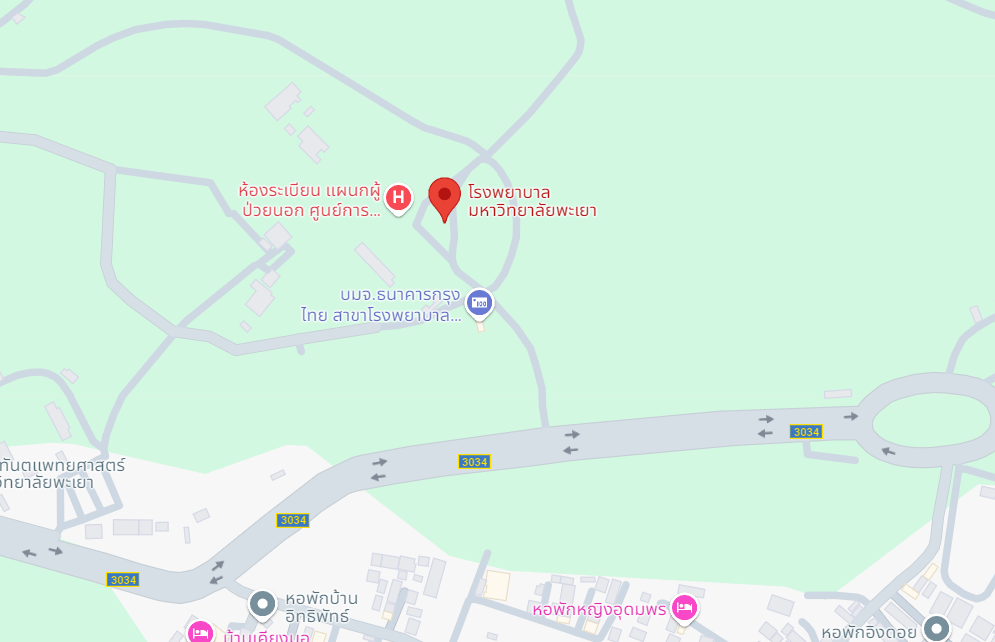 ห้องระเบียน แผนกผู้
ป่วยนอก ศูนย์การ...
โรงพยาบาล
มหาวิทยาลัยพะเยา
บมจ.ธนาคารกรุง
ไทย สาขาโรงพยาบาล...
3034
3034
ทันตแพทยศาสตร์
วิทยาลัยพะเยา
3034
3034
หอพักบ้าน
อิทธิพัทธ์
หอพักหญิงอุดมพร
หอพักอิงดอย